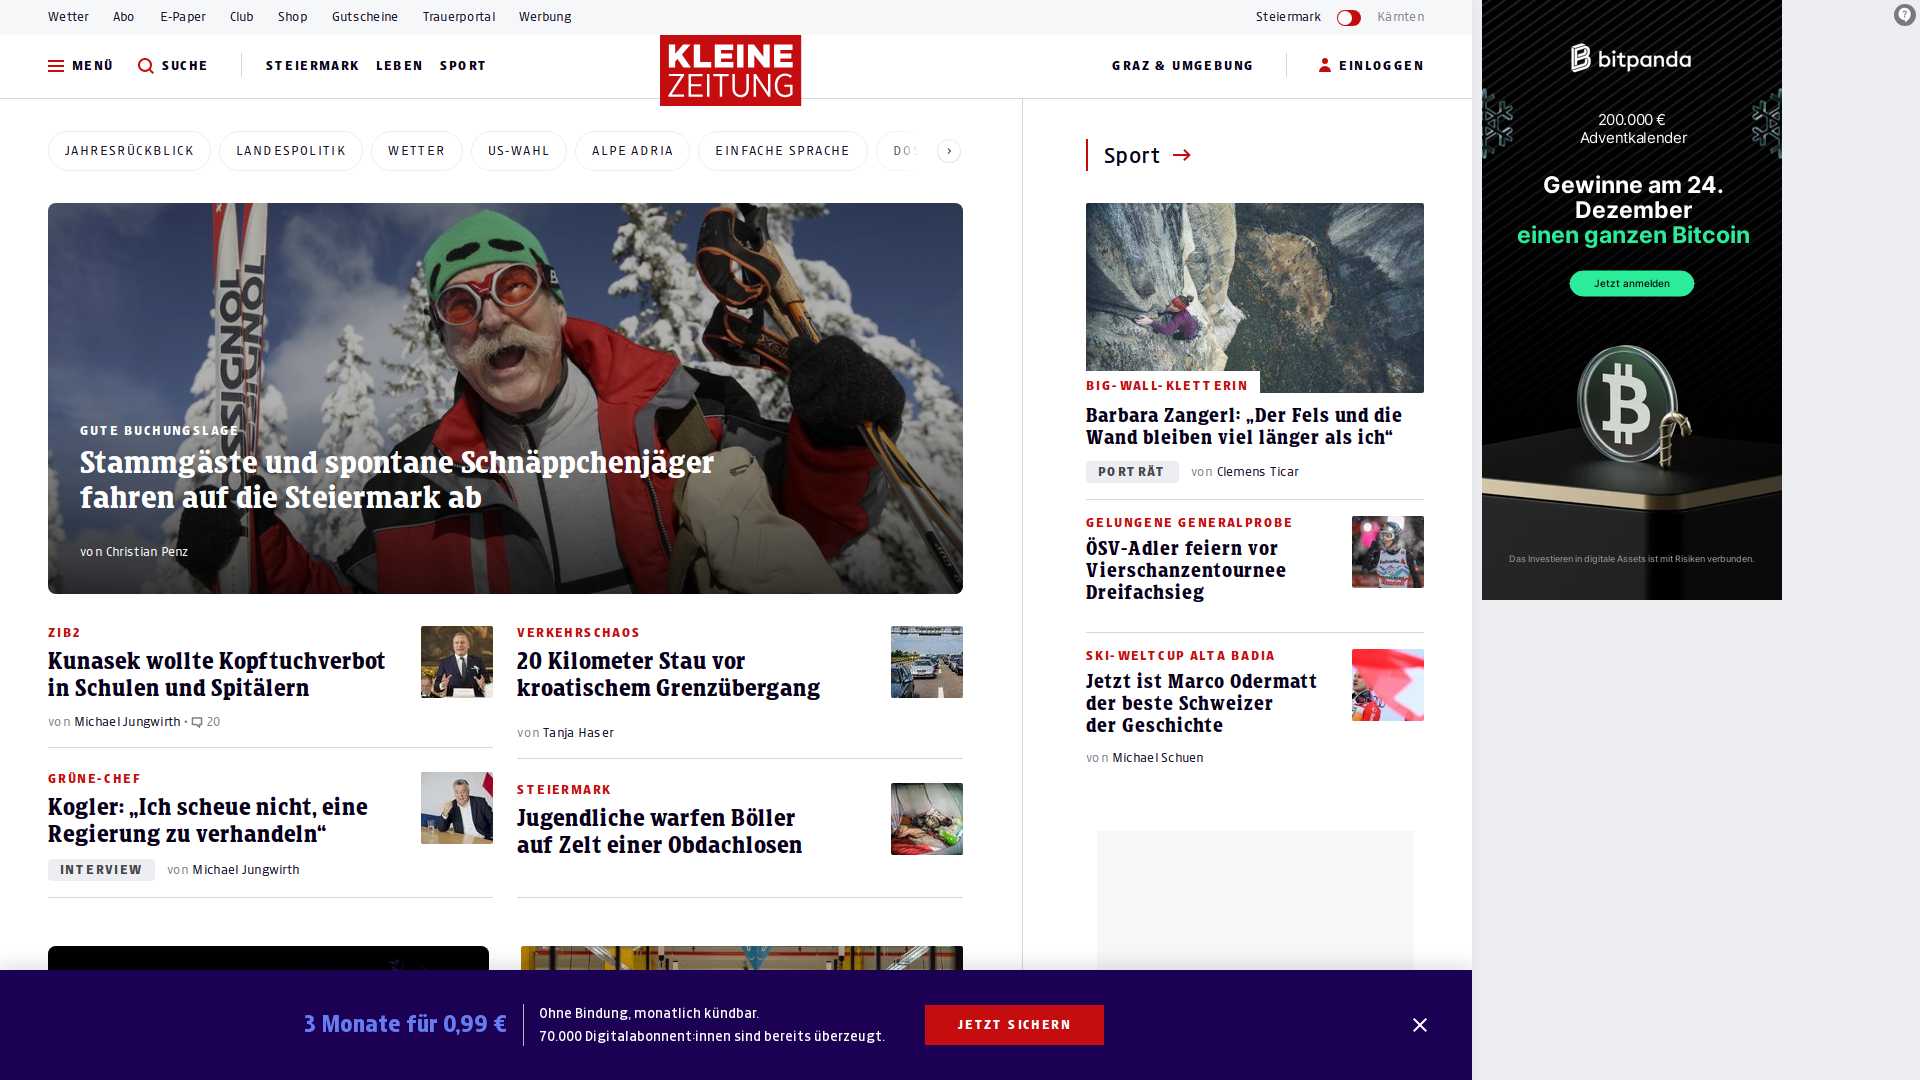 Wetter Abo E-Paper Club Shop Gutscheine Trauerportal Werbung Steiermark Kärnten
MENÜ SUCHE STEIERMARK LEBEN SPORT KLEINE ZEITUNG GRAZ & UMGEBUNG EINLOGGEN
JAHRESRÜCKBLICK LANDESPOLITIK WETTER US-WAHL ALPE ADRIA EINFACHE SPRACHE
ROSSIGNOL
GUTE BUCHUNGSLAGE
Stammgäste und spontane Schnäppchenjäger
fahren auf die Steiermark ab
von Christian Penz
ZIB2
Kunasek wollte Kopftuchverbot
in Schulen und Spitälern
von Michael Jungwirth • 20
GRÜNE-CHEF
Kogler: „Ich scheue nicht, eine
Regierung zu verhandeln“
INTERVIEW von Michael Jungwirth
VERKEHRSCHAOS
20 Kilometer Stau vor
kroatischem Grenzübergang
von Tanja Haser
STEIERMARK
Jugendliche warfen Böller
auf Zelt einer Obdachlosen
Sport
BIG-WALL-KLETTERIN
Barbara Zangerl: „Der Fels und die
Wand bleiben viel länger als ich“
PORTRÄT von Clemens Ticar
GELUNGENE GENERALPROBE
ÖSV-Adler feiern vor
Vierschanzentournee
Dreifachsieg
SKI-WELTCUP ALTA BADIA
Jetzt ist Marco Odermatt
der beste Schweizer
der Geschichte
von Michael Schuen
bitpanda
200.000 €
Adventkalender
Gewinne am 24.
Dezember
einen ganzen Bitcoin
Jetzt anmelden
Das Investieren in digitale Assets ist mit Risiken verbunden.
3 Monate für 0,99 €
Ohne Bindung, monatlich kündbar.
70.000 Digitalabonnent:innen sind bereits überzeugt.
JETZT SICHERN